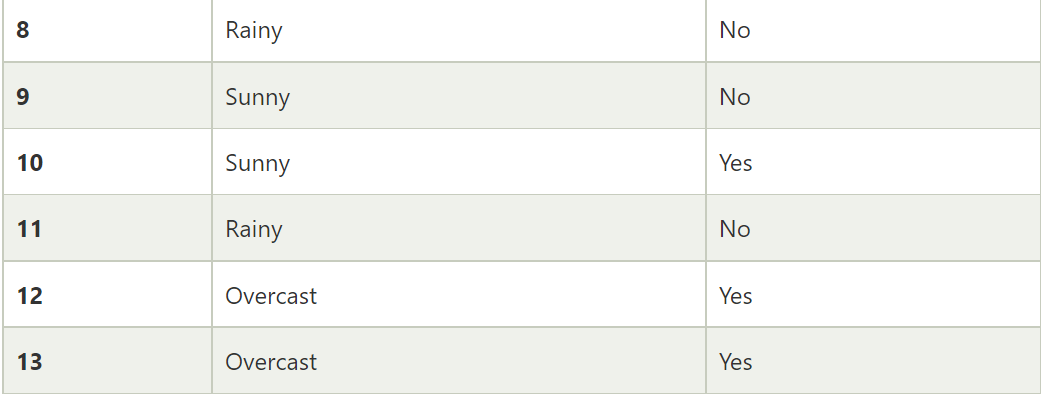 8 Rainy No
9 Sunny No
10 Sunny Yes
11 Rainy No
12 Overcast Yes
13 Overcast Yes